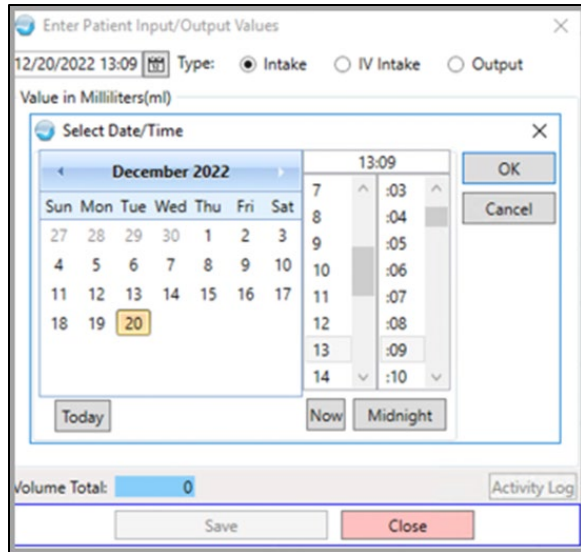 Enter Patient Input/Output Values
12/20/2022 13:09 Type: Intake IV Intake Output
Value in Milliliters(ml)
Select Date/Time
December 2022
Sun Mon Tue Wed Thu Fri Sat
27 28 29 30 1 2 3
4 5 6 7 8 9 10
11 12 13 14 15 16 17
18 19 20
Today
13:09
7 :03
8 :04
9 :05
10 :06
11 :07
12 :08
13 :09
14 :10
Now Midnight
OK
Cancel
Volume Total: 0
Activity Log
Save Close